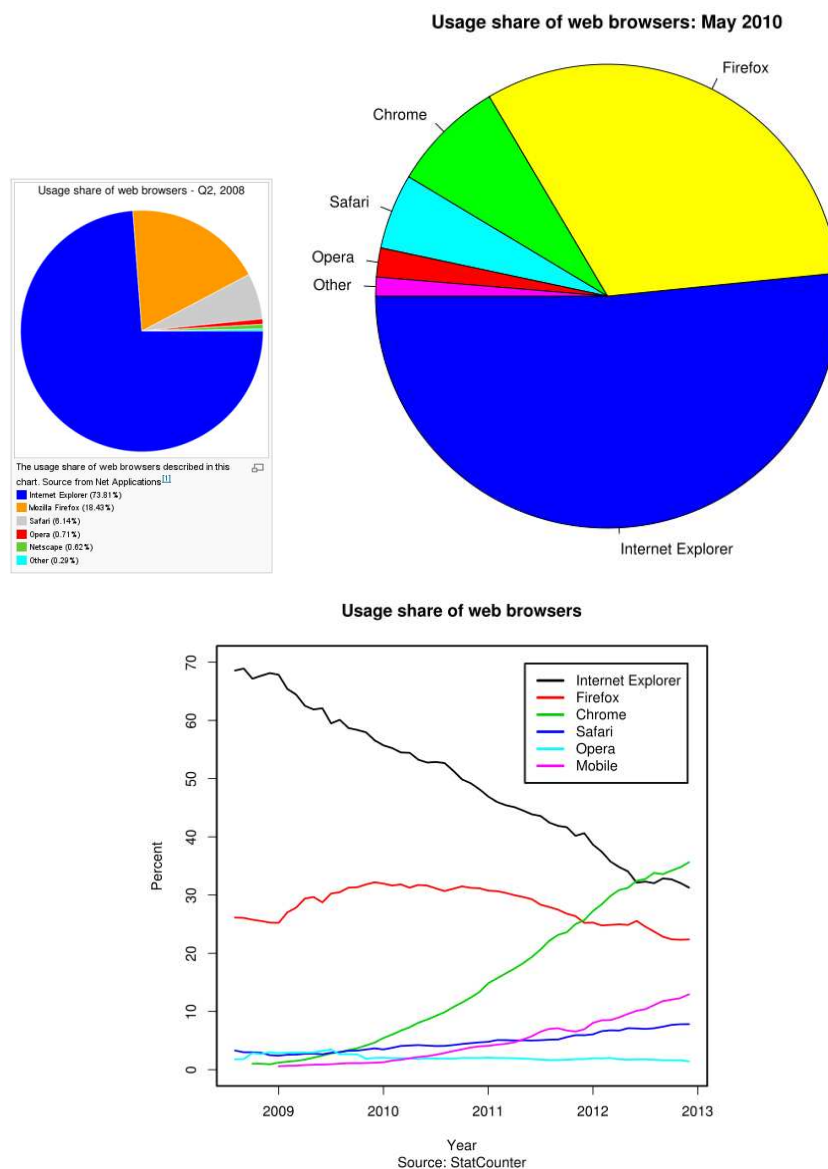 Usage share of web browsers: May 2010
Firefox
Chrome
Safari
Opera
Other
Internet Explorer
Usage share of web browsers - Q2, 2008
The usage share of web browsers described in this
chart. Source from Net Applications[1]
Internet Explorer (73.81%)
Mozilla Firefox (18.43%)
Safari (6.14%)
Opera (0.71%)
Netscape (0.62%)
Other (0.29%)
Usage share of web browsers
70
60
50
40
30
20
10
0
Percent
Internet Explorer
Firefox
Chrome
Safari
Opera
Mobile
2009 2010 2011 2012 2013
Year
Source: StatCounter